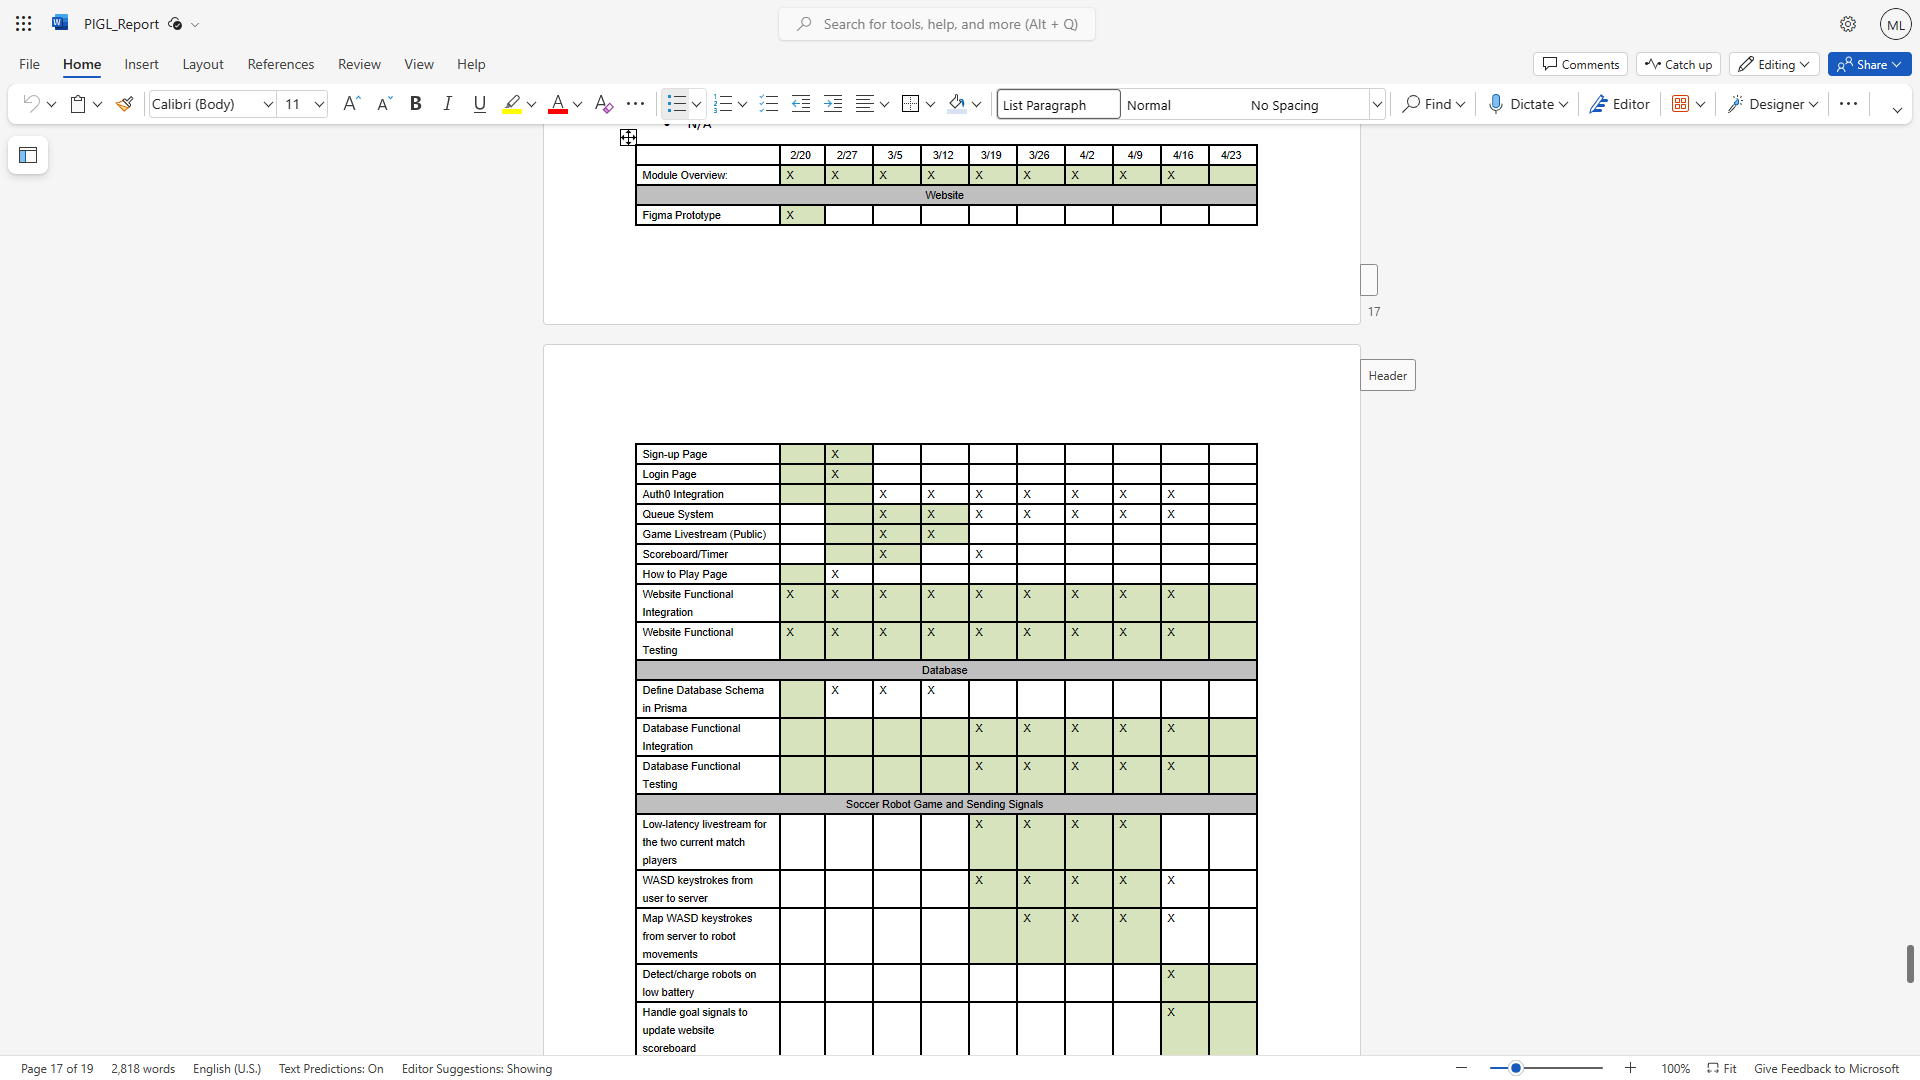 PIGL_Report
Search for tools, help, and more (Alt + Q)
ML
File Home Insert Layout References Review View Help
Comments Catch up Editing Share
Calibri (Body) 11 A A B I U A A
List Paragraph Normal No Spacing
Find Dictate Editor Designer
N/A
2/20 2/27 3/5 3/12 3/19 3/26 4/2 4/9 4/16 4/23
Module Overview: X X X X X X X X X
Website
Figma Prototype X
17
Header
Sign-up Page X
Login Page X
Auth0 Integration X X X X X X X
Queue System X X X X X X X
Game Livestream (Public) X X
Scoreboard/Timer X X
How to Play Page X
Website Functional X X X X X X X X X
Integration
Website Functional X X X X X X X X X
Testing
Database
Define Database Schema X X X
in Prisma
Database Functional X X X X X
Integration
Database Functional X X X X X
Testing
Soccer Robot Game and Sending Signals
Low-latency livestream for X X X X
the two current match
players
WASD keystrokes from X X X X X
user to server
Map WASD keystrokes X X X X
from server to robot
movements
Detect/charge robots on X
low battery
Handle goal signals to X
update website
scoreboard
Page 17 of 19 2,818 words English (U.S.) Text Predictions: On Editor Suggestions: Showing 100% Fit Give Feedback to Microsoft